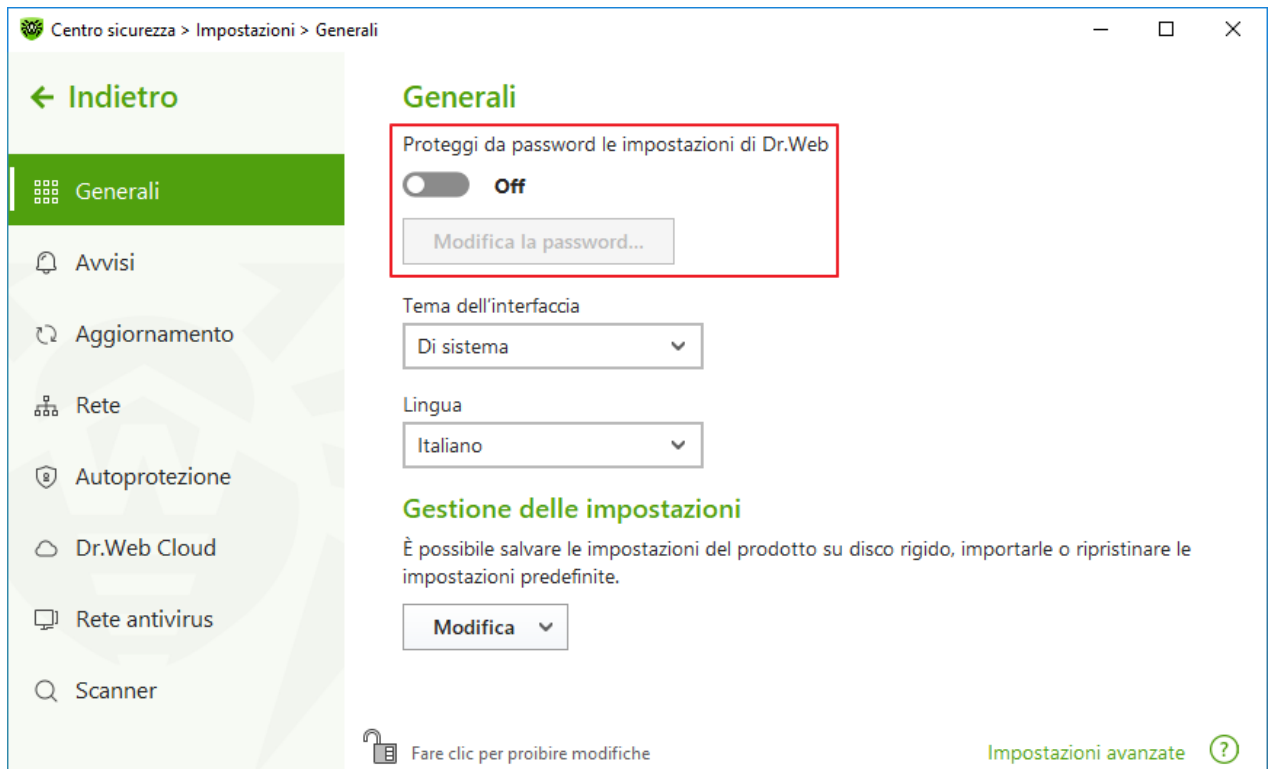 Centro sicurezza > Impostazioni > Generali
Indietro
Generali
Avvisi
Aggiornamento
Rete
Autoprotezione
Dr.Web Cloud
Rete antivirus
Scanner
Generali
Proteggi da password le impostazioni di Dr.Web
Off
Modifica la password...
Tema dell'interfaccia
Di sistema
Lingua
Italiano
Gestione delle impostazioni
È possibile salvare le impostazioni del prodotto su disco rigido, importarle o ripristinare le
impostazioni predefinite.
Modifica
Fare clic per proibire modifiche
Impostazioni avanzate
?